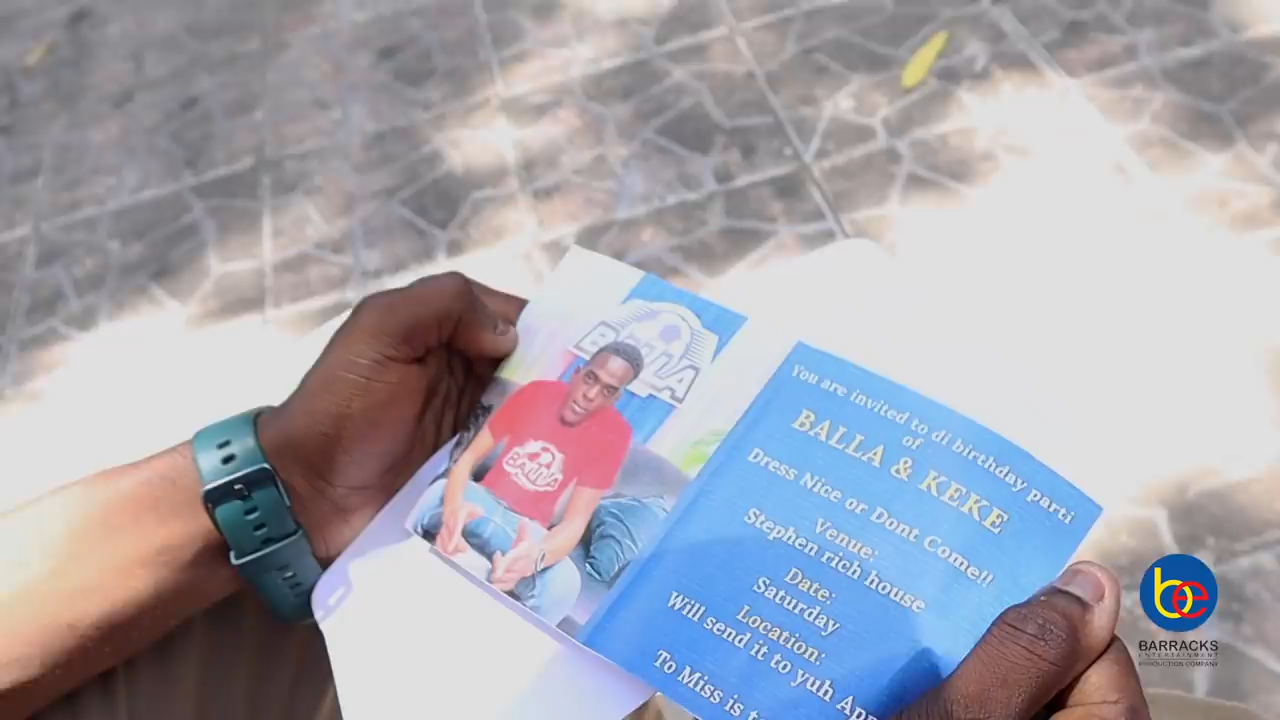 BALLA
BALLA
You are invited to di birthday parti
of
BALLA & KEKE
Dress Nice or Dont Come!!
Venue:
Stephen rich house
Date:
Saturday
Location:
Will send it to yuh
To Miss is
be
BARRACKS
ENTERTAINMENT
PRODUCTION COMPANY